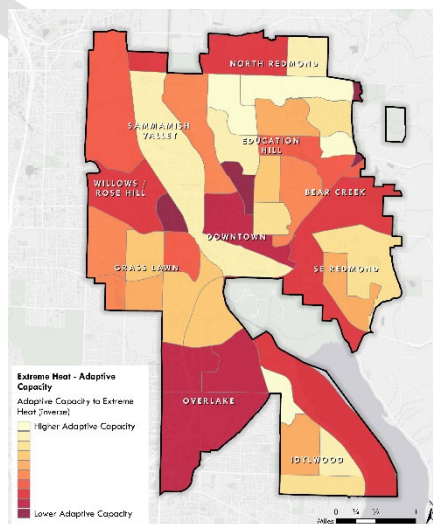 NORTH REDMOND
SAMMAMISH
VALLEY
EDUCATION
HILL
WILLOWS /
ROSE HILL
BEAR CREEK
DOWNTOWN
GRASS LAWN
SE REDMOND
OVERLAKE
IDYLWOOD
Extreme Heat - Adaptive
Capacity
Adaptive Capacity to Extreme
Heat (Inverse)
Higher Adaptive Capacity
Lower Adaptive Capacity
Miles